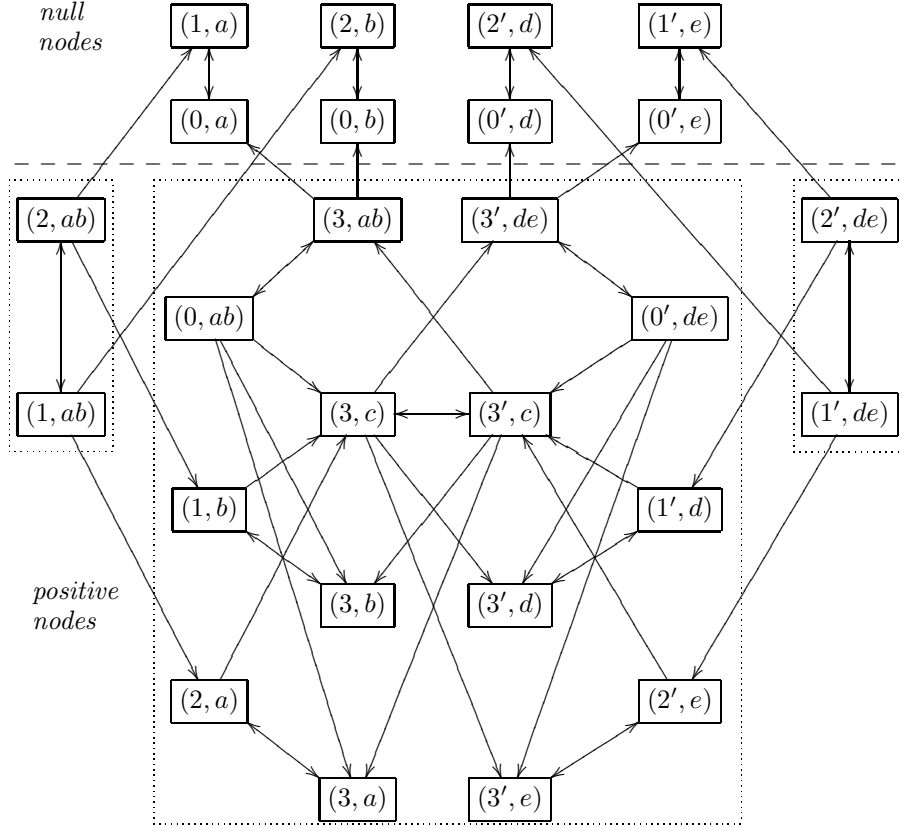 null
nodes
(1, a)
(2, b)
(2′, d)
(1′, e)
(0, a)
(0, b)
(0′, d)
(0′, e)
(2, ab)
(3, ab)
(3′, de)
(2′, de)
(0, ab)
(0′, de)
(1, ab)
(3, c)
(3′, c)
(1′, de)
(1, b)
(1′, d)
positive
nodes
(3, b)
(3′, d)
(2, a)
(2′, e)
(3, a)
(3′, e)